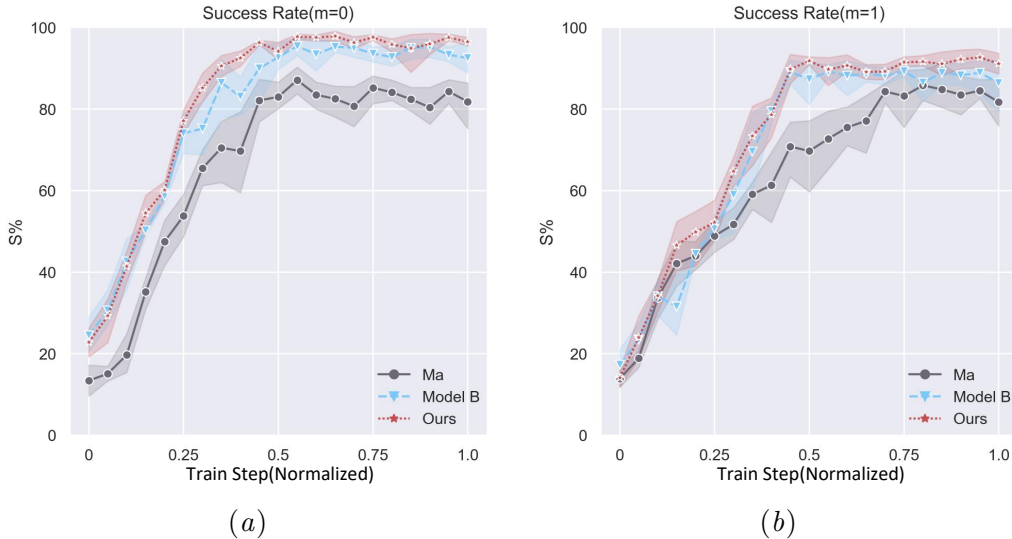 Success Rate(m=0)
100
80
60
40
20
0
S%
0 0.25 0.5 0.75 1.0
Train Step(Normalized)
Ma
Model B
Ours
(a)
Success Rate(m=1)
100
80
60
40
20
0
S%
0 0.25 0.5 0.75 1.0
Train Step(Normalized)
Ma
Model B
Ours
(b)